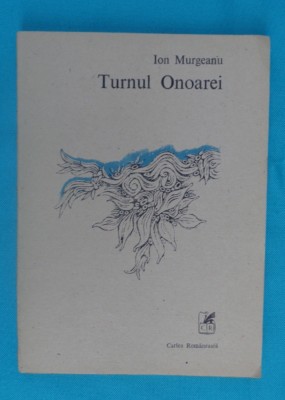 Ion Murgeanu
Turnul Onoarei
Cartea Românească